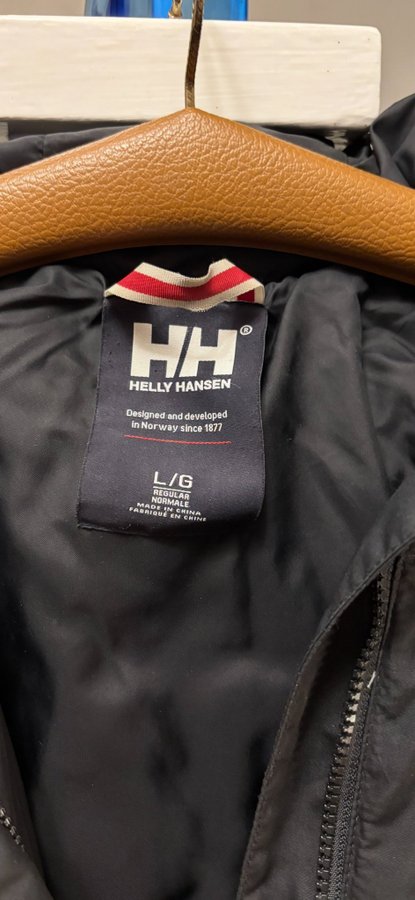 HH®
HELLY HANSEN
Designed and developed
in Norway since 1877
L/G
REGULAR
NORMALE
MADE IN CHINA
FABRIQUÉ EN CHINE